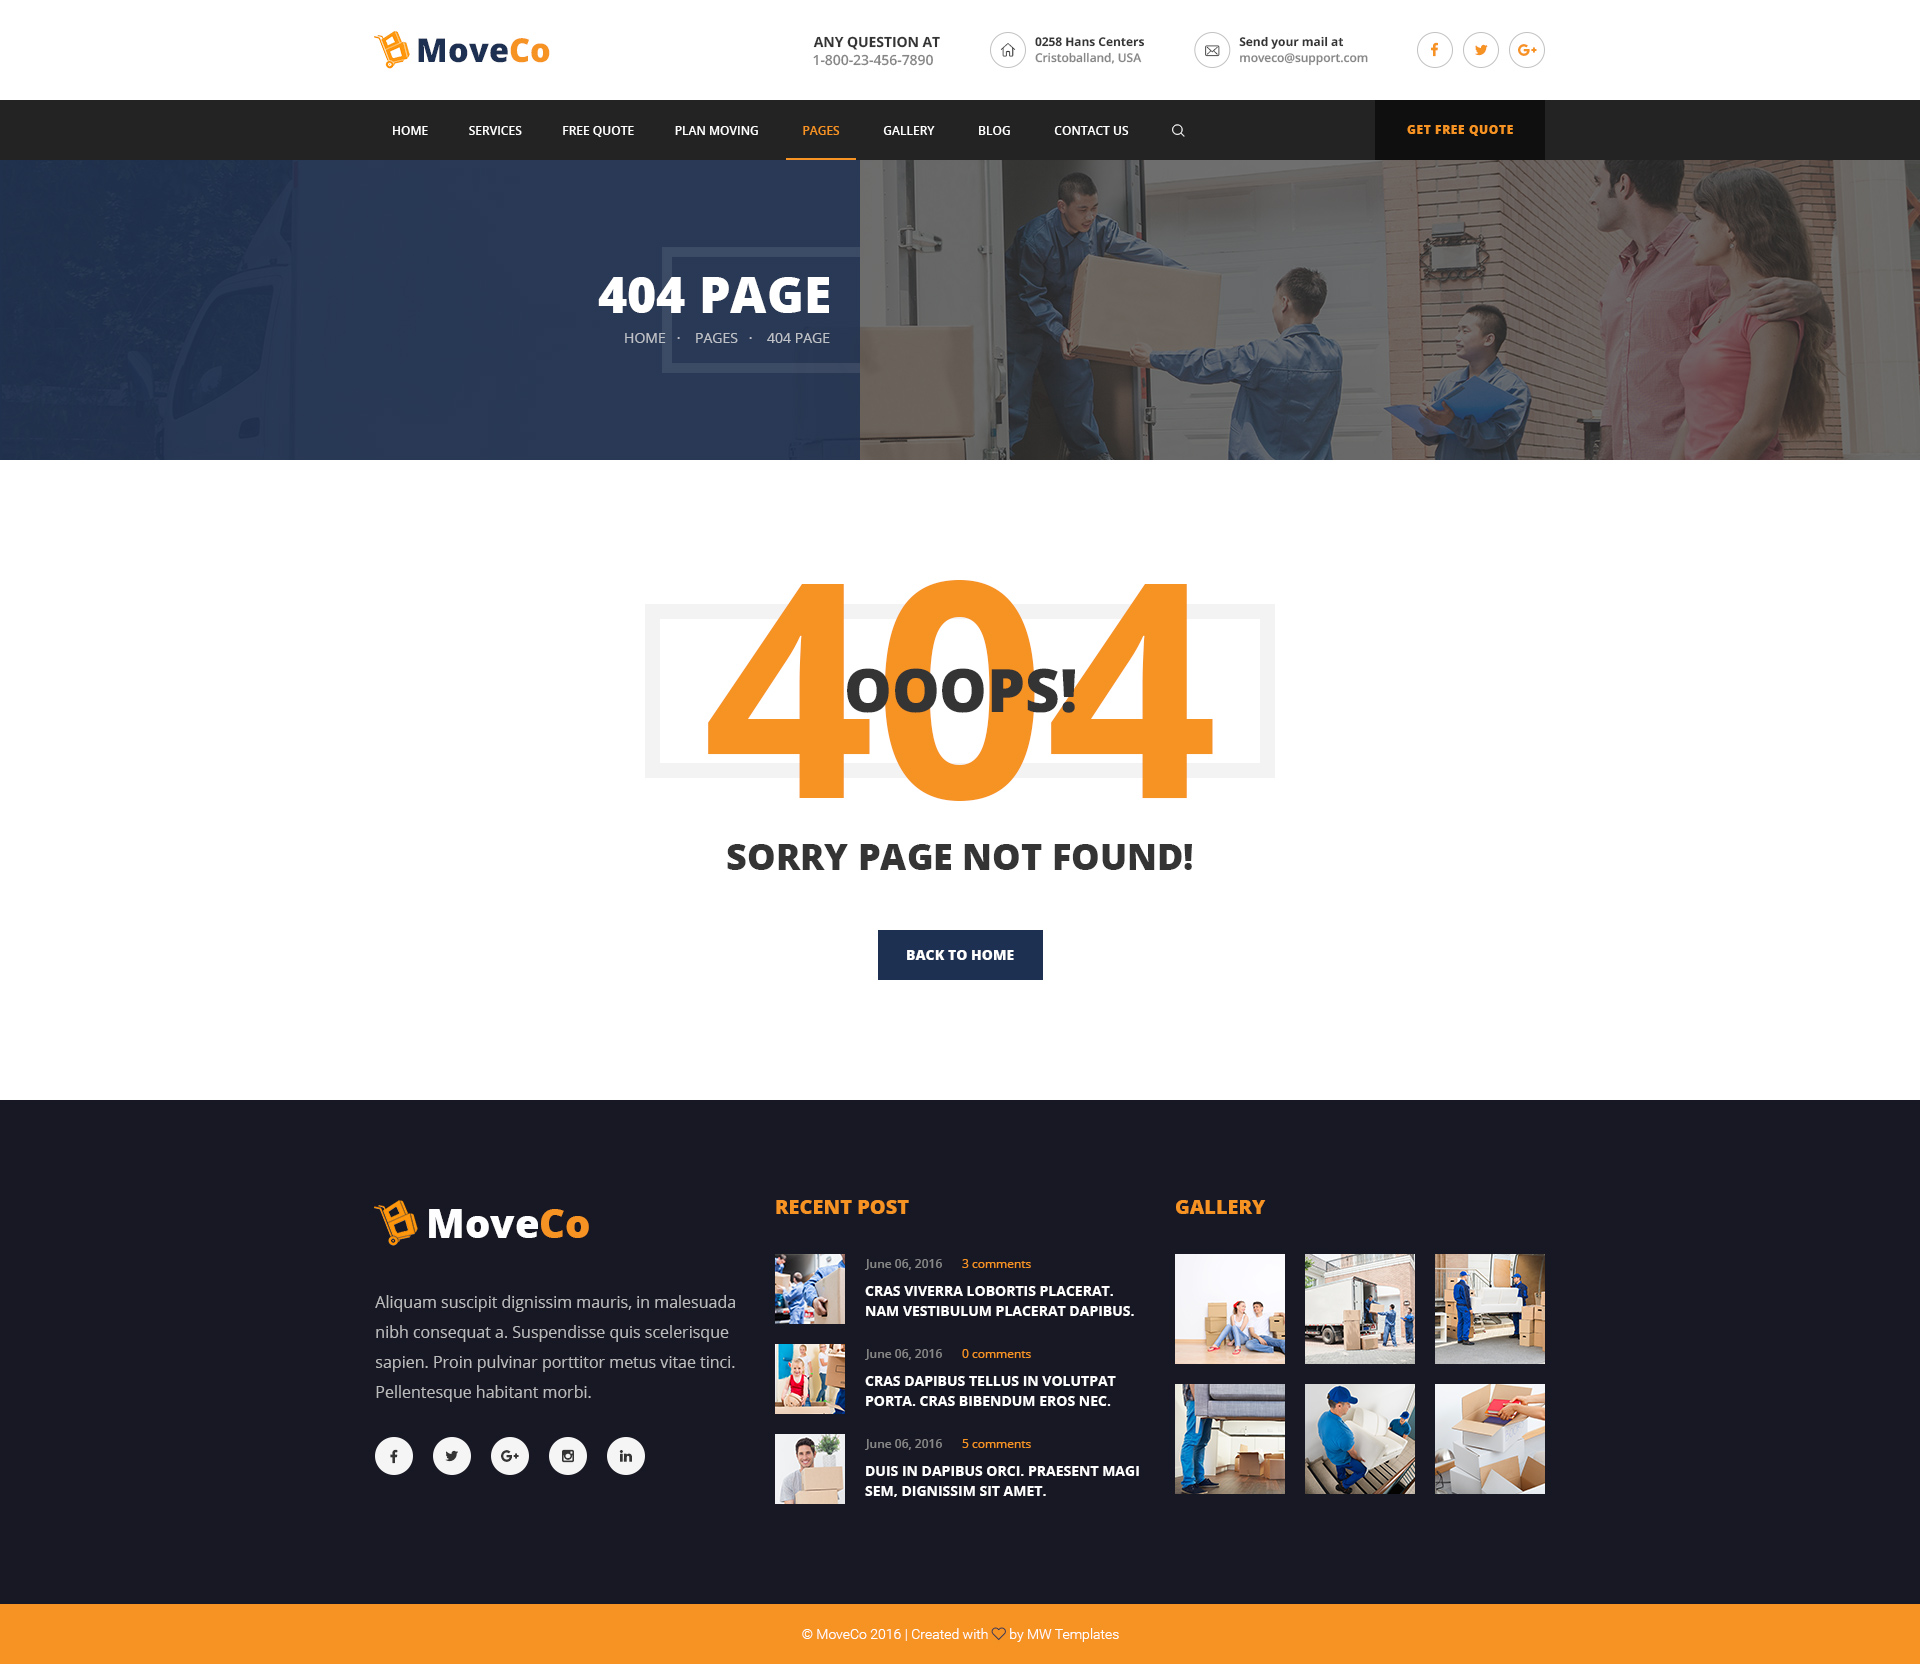 MoveCo
ANY QUESTION AT
1-800-23-456-7890
0258 Hans Centers
Cristoballand, USA
Send your mail at
moveco@support.com
HOME SERVICES FREE QUOTE PLAN MOVING PAGES GALLERY BLOG CONTACT US
GET FREE QUOTE
404 PAGE
HOME · PAGES · 404 PAGE
404
OOOPS!
SORRY PAGE NOT FOUND!
BACK TO HOME
MoveCo
Aliquam suscipit dignissim mauris, in malesuada
nibh consequat a. Suspendisse quis scelerisque
sapien. Proin pulvinar porttitor metus vitae tinci.
Pellentesque habitant morbi.
RECENT POST
June 06, 2016 3 comments
CRAS VIVERRA LOBORTIS PLACERAT.
NAM VESTIBULUM PLACERAT DAPIBUS.
June 06, 2016 0 comments
CRAS DAPIBUS TELLUS IN VOLUTPAT
PORTA. CRAS BIBENDUM EROS NEC.
June 06, 2016 5 comments
DUIS IN DAPIBUS ORCI. PRAESENT MAGI
SEM, DIGNISSIM SIT AMET.
GALLERY
© MoveCo 2016 | Created with ♡ by MW Templates